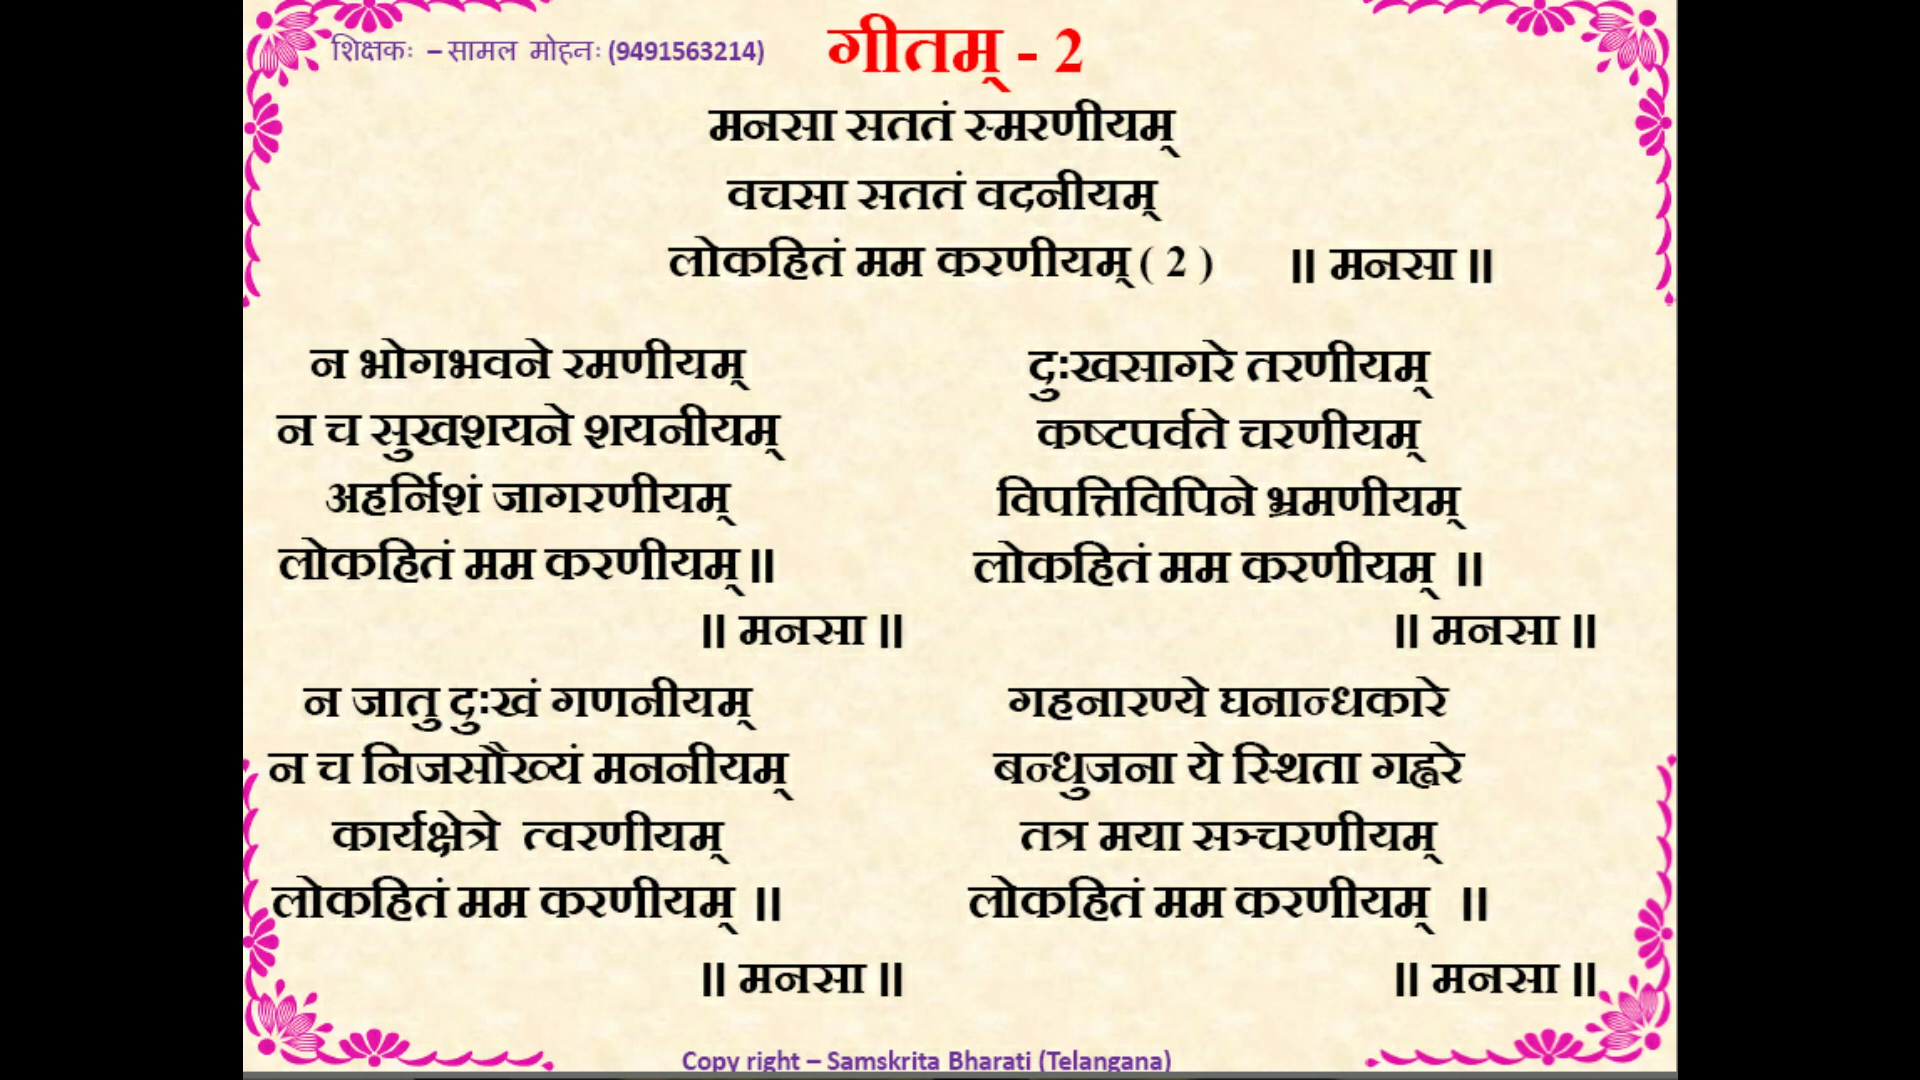 शिक्षकः – सामल मोहनः (9491563214)
गीतम् - 2
मनसा सततं स्मरणीयम्
वचसा सततं वदनीयम्
लोकहितं मम करणीयम् ( 2 ) ॥ मनसा ॥
न भोगभवने रमणीयम्
न च सुखशयने शयनीयम्
अहर्निशं जागरणीयम्
लोकहितं मम करणीयम् ॥
॥ मनसा ॥
न जातु दुःखं गणनीयम्
न च निजसौख्यं मननीयम्
कार्यक्षेत्रे त्वरणीयम्
लोकहितं मम करणीयम् ॥
॥ मनसा ॥
दुःखसागरे तरणीयम्
कष्टपर्वते चरणीयम्
विपत्तिविपिने भ्रमणीयम्
लोकहितं मम करणीयम् ॥
॥ मनसा ॥
गहनारण्ये घनान्धकारे
बन्धुजना ये स्थिता गह्वरे
तत्र मया सञ्चरणीयम्
लोकहितं मम करणीयम् ॥
॥ मनसा ॥
Copy right – Samskrita Bharati (Telangana)